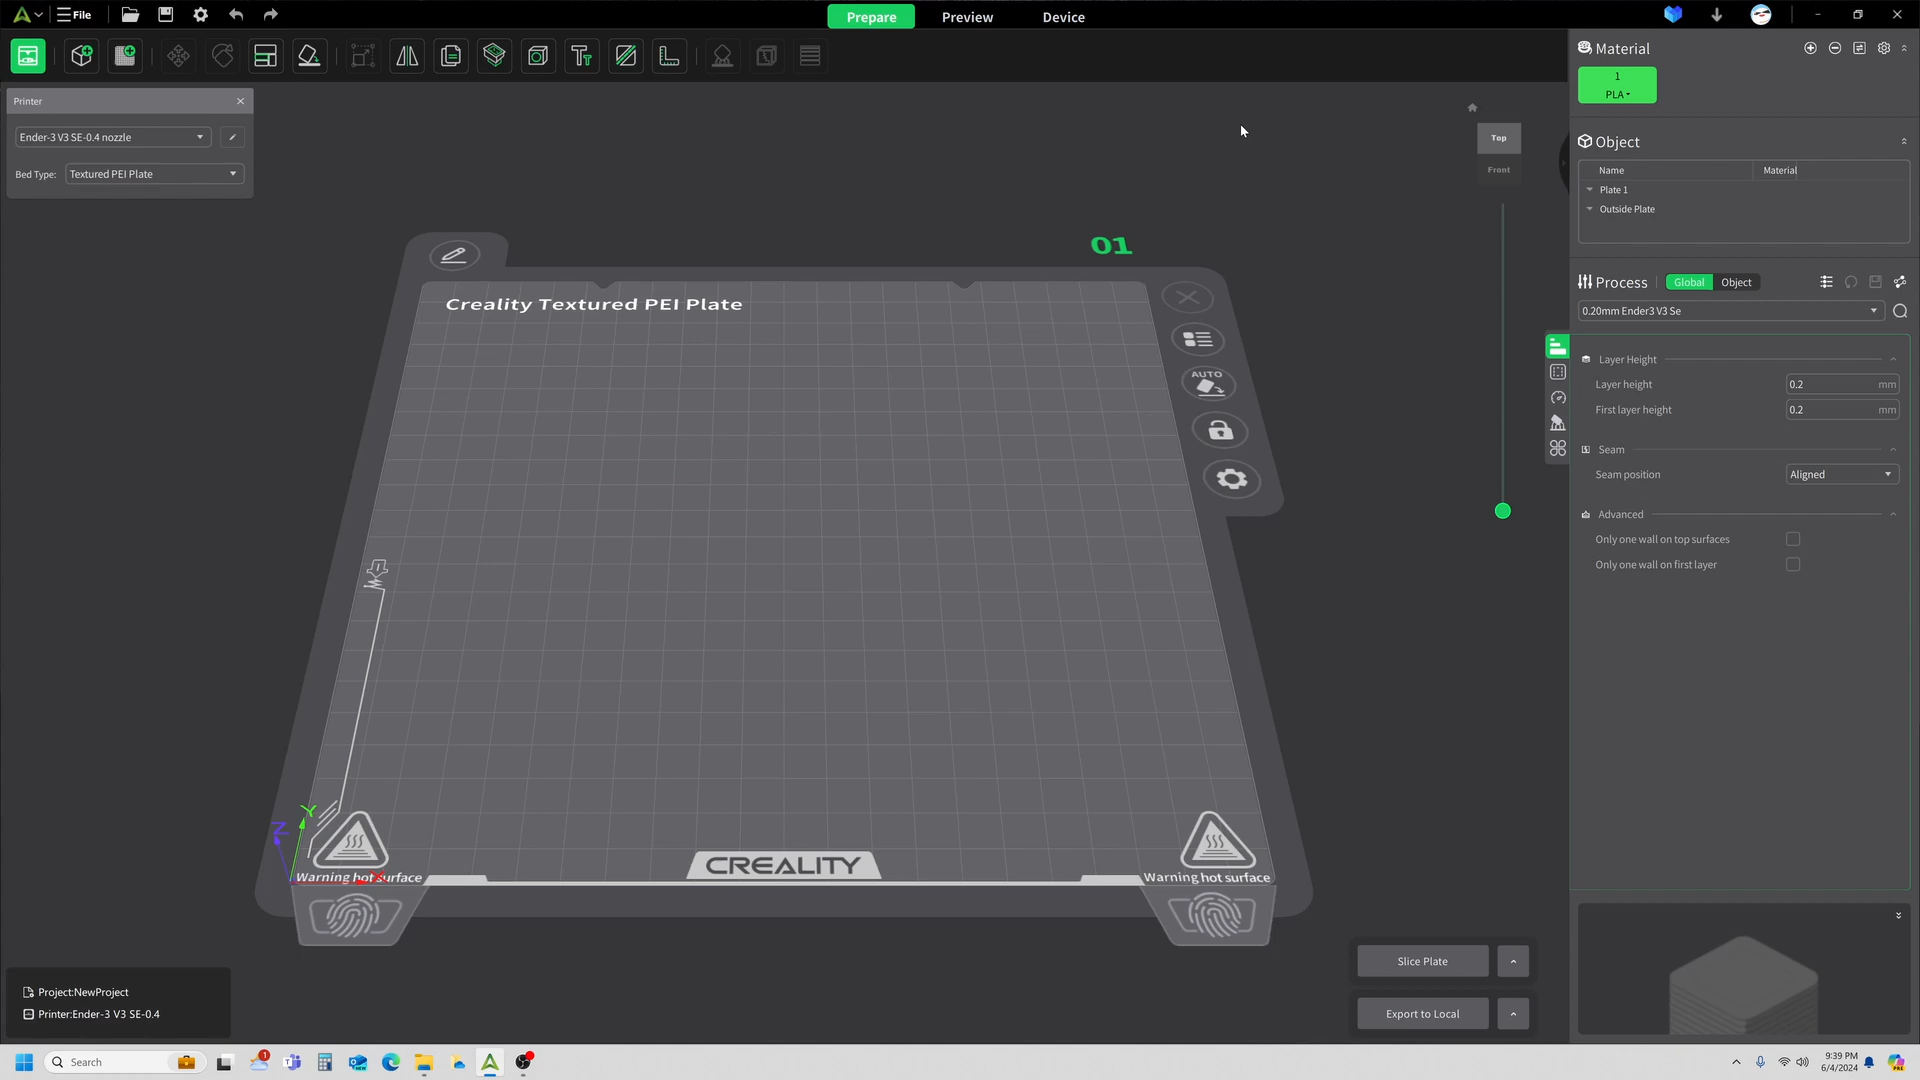 File
Prepare
Preview
Device
Printer
Ender-3 V3 SE-0.4 nozzle
Bed Type:
Textured PEI Plate
Top
Front
01
Creality Textured PEI Plate
AUTO
Y
Z
X
Warning hot surface
CREALITY
Warning hot surface
Project:NewProject
Printer:Ender-3 V3 SE-0.4
Slice Plate
Export to Local
Material
1
PLA
Object
Name
Material
Plate 1
Outside Plate
Process
Global
Object
0.20mm Ender3 V3 Se
Layer Height
Layer height
0.2
mm
First layer height
0.2
mm
Seam
Seam position
Aligned
Advanced
Only one wall on top surfaces
Only one wall on first layer
Search
1
NEW
9:39 PM
6/4/2024
PRE